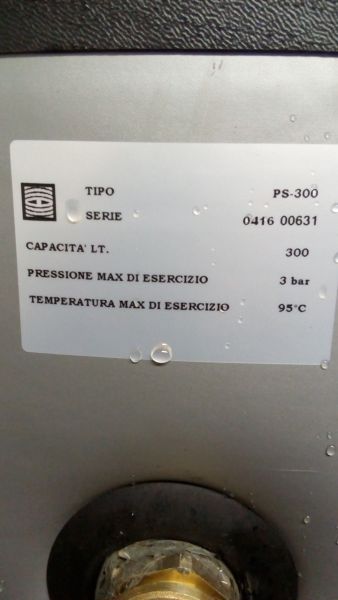 TIPO PS-300
SERIE 0416 00631
CAPACITA' LT. 300
PRESSIONE MAX DI ESERCIZIO 3 bar
TEMPERATURA MAX DI ESERCIZIO 95°C